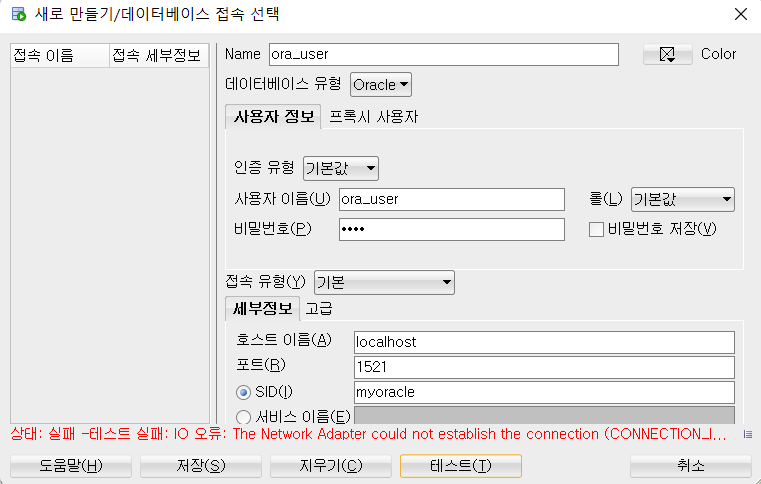 새로 만들기/데이터베이스 접속 선택
접속 이름 접속 세부정보
Name ora_user Color
데이터베이스 유형 Oracle
사용자 정보 프록시 사용자
인증 유형 기본값
사용자 이름(U) ora_user 롤(L) 기본값
비밀번호(P) •••• 비밀번호 저장(V)
접속 유형(Y) 기본
세부정보 고급
호스트 이름(A) localhost
포트(R) 1521
SID(I) myoracle
서비스 이름(E)
상태: 실패 -테스트 실패: IO 오류: The Network Adapter could not establish the connection (CONNECTION_I...
도움말(H) 저장(S) 지우기(C) 테스트(T) 취소